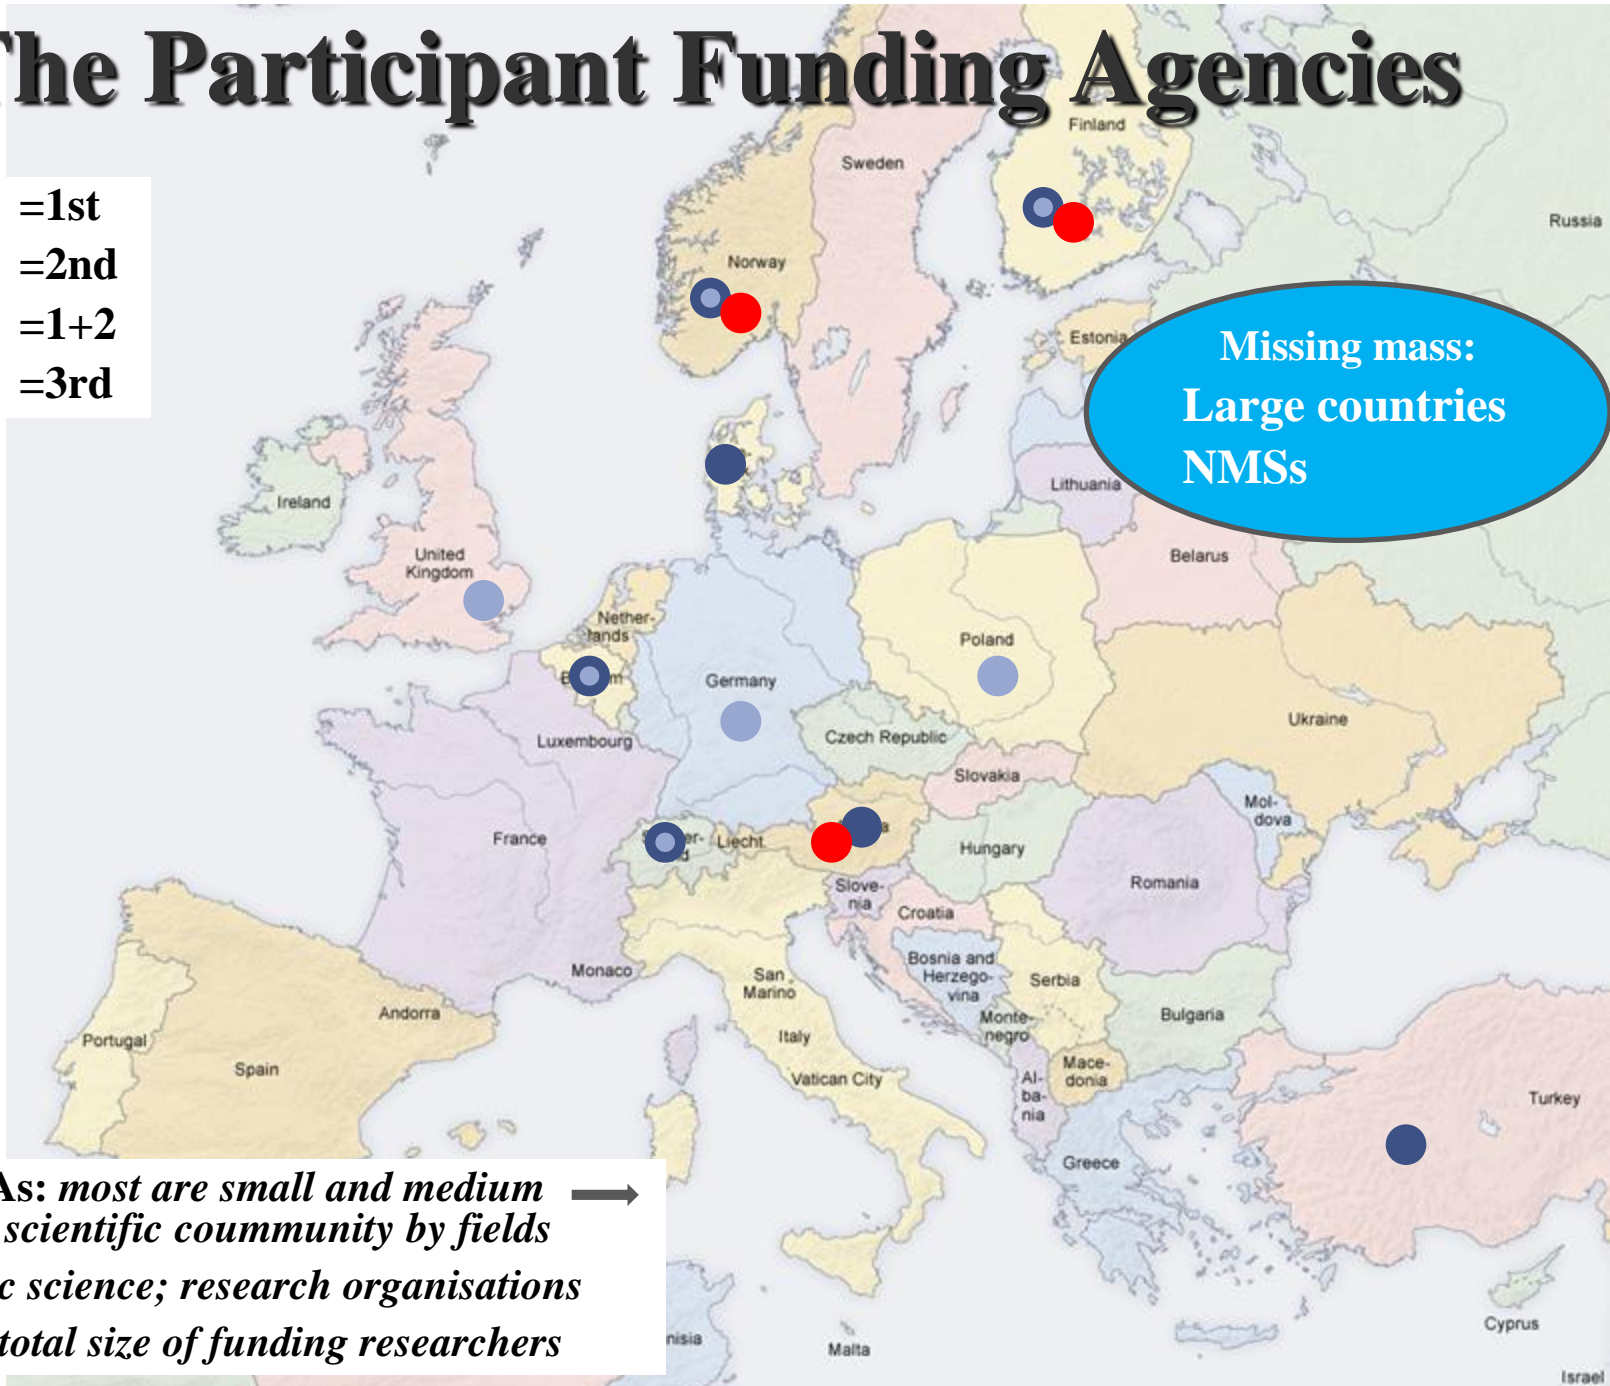 The Participant Funding Agencies
=1st
=2nd
=1+2
=3rd
Finland
Sweden
Russia
Norway
Estonia
Missing mass:
Large countries
NMSs
Lithuania
Ireland
United
Kingdom
Belarus
Nether-
lands
Poland
Germany
Ukraine
Luxembourg
Czech Republic
Slovakia
Mol-
dova
France
Liecht.
Hungary
Romania
Slove-
nia
Croatia
Bosnia and
Herzego-
vina
Serbia
Monaco
San
Marino
Andorra
Monte-
negro
Bulgaria
Portugal
Spain
Italy
Mace-
donia
Vatican City
Al-
ba-
nia
Turkey
Greece
As: most are small and medium
scientific coummunity by fields
c science; research organisations
total size of funding researchers
nisia
Malta
Cyprus
Israel